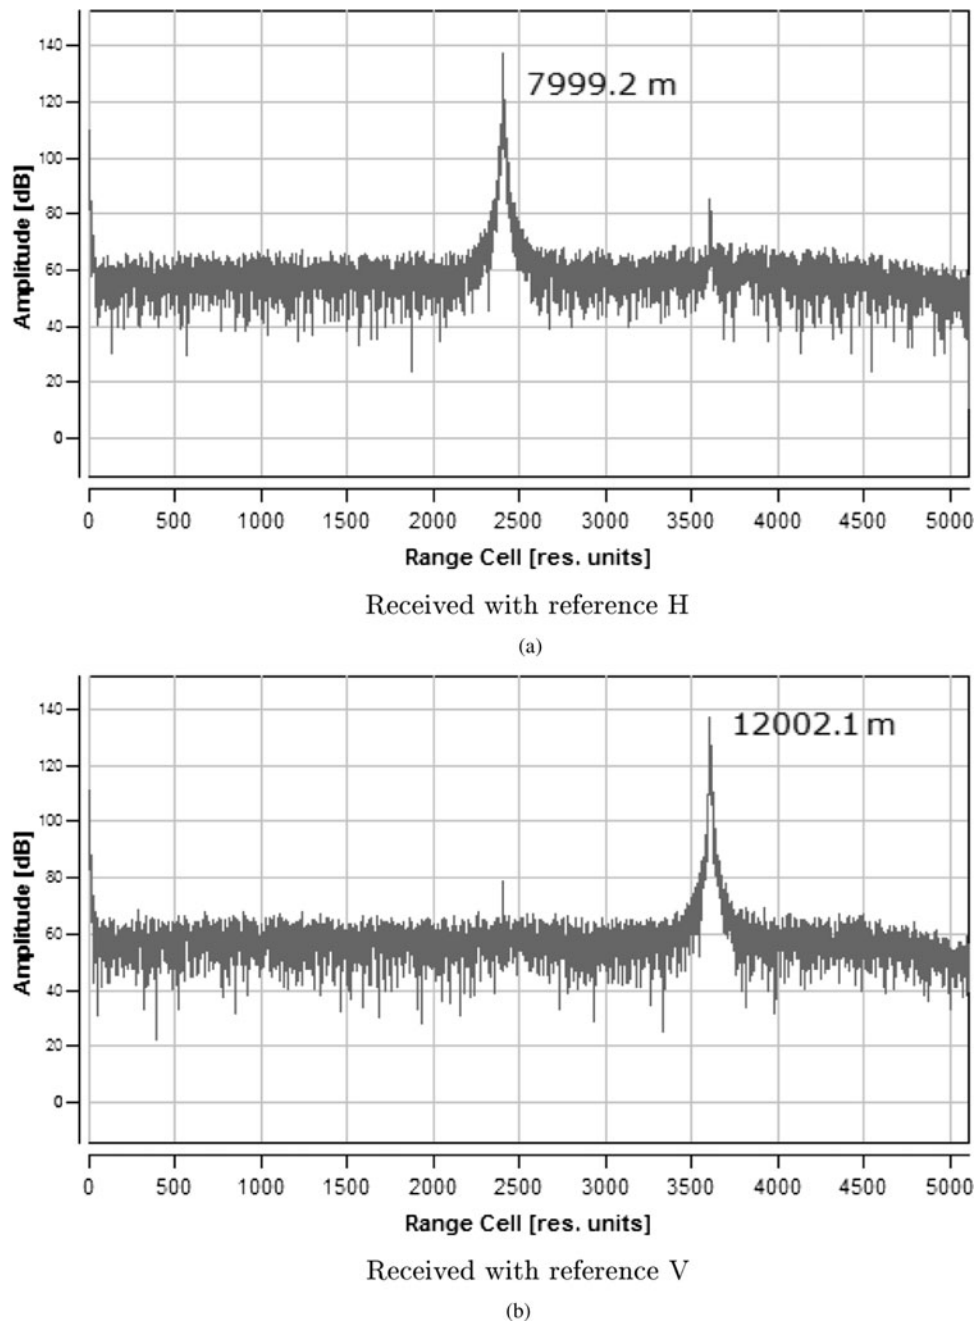 140
120
100
80
60
40
20
0
Amplitude [dB]
7999.2 m
0 500 1000 1500 2000 2500 3000 3500 4000 4500 5000
Range Cell [res. units]
Received with reference H
(a)
140
120
100
80
60
40
20
0
Amplitude [dB]
12002.1 m
0 500 1000 1500 2000 2500 3000 3500 4000 4500 5000
Range Cell [res. units]
Received with reference V
(b)